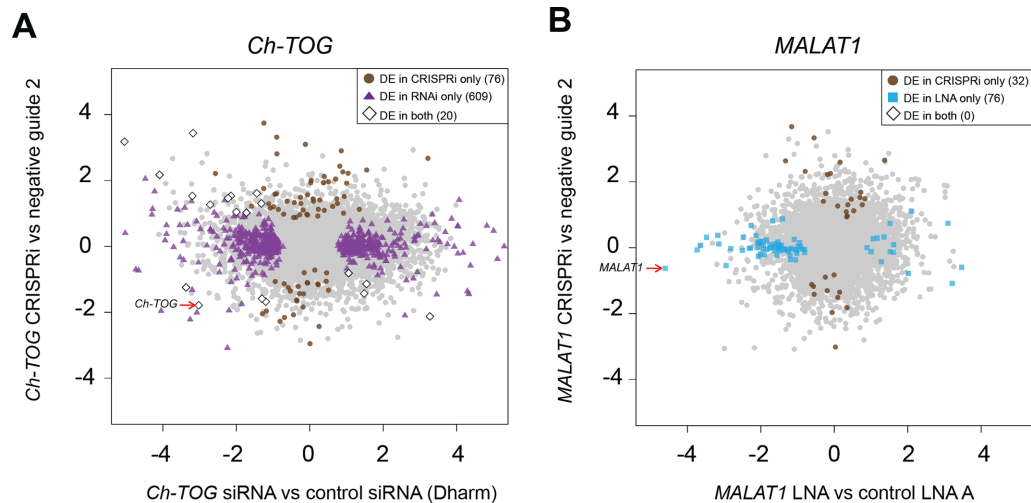 A
Ch-TOG
Ch-TOG CRISPRi vs negative guide 2
DE in CRISPRi only (76)
DE in RNAi only (609)
DE in both (20)
4
2
0
-2
-4
Ch-TOG
-4 -2 0 2 4
Ch-TOG siRNA vs control siRNA (Dharm)
B
MALAT1
MALAT1 CRISPRi vs negative guide 2
DE in CRISPRi only (32)
DE in LNA only (76)
DE in both (0)
4
2
0
-2
-4
MALAT1
-4 -2 0 2 4
MALAT1 LNA vs control LNA A